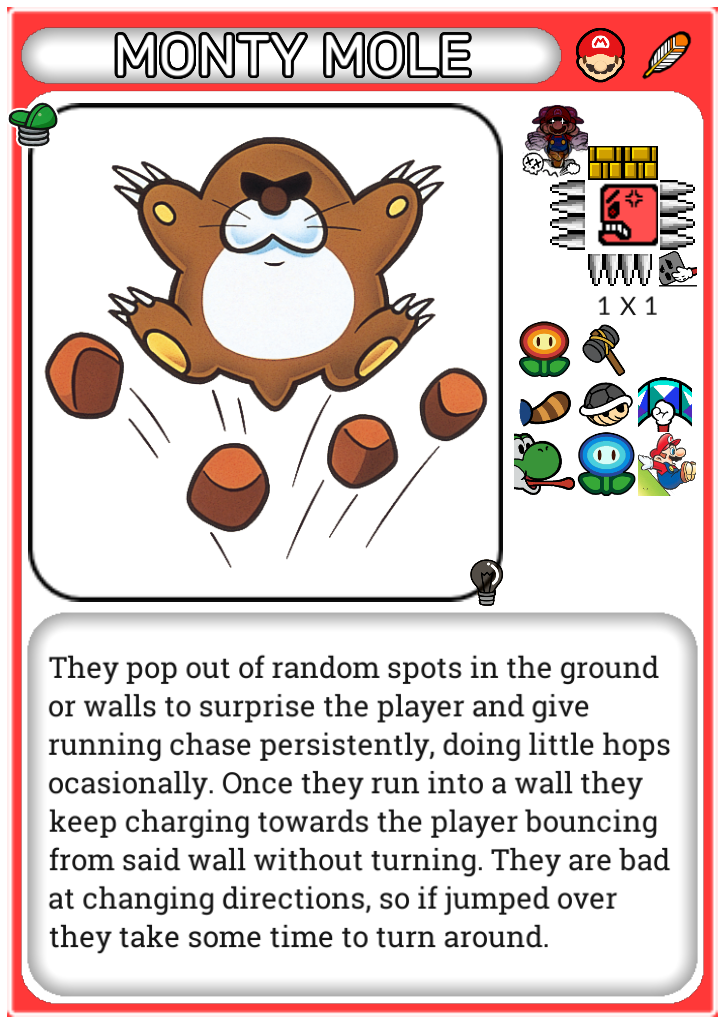 MONTY MOLE
1 X 1
They pop out of random spots in the ground
or walls to surprise the player and give
running chase persistently, doing little hops
ocasionally. Once they run into a wall they
keep charging towards the player bouncing
from said wall without turning. They are bad
at changing directions, so if jumped over
they take some time to turn around.